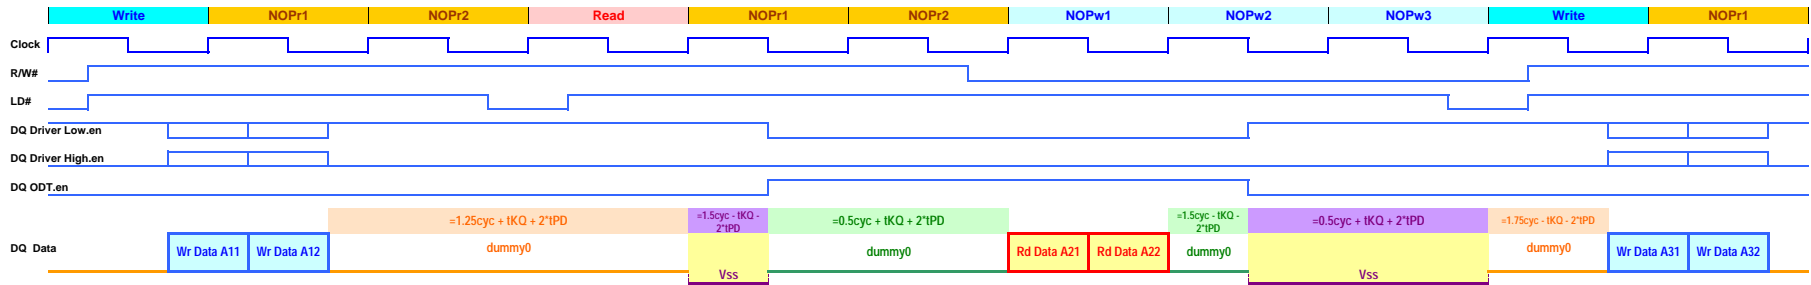 Write NOPr1 NOPr2 Read NOPr1 NOPr2 NOPw1 NOPw2 NOPw3 Write NOPr1
Clock
R/W#
LD#
DQ Driver Low.en
DQ Driver High.en
DQ ODT.en
=1.25cyc + tKQ + 2*tPD
=1.5cyc - tKQ -
2*tPD
=0.5cyc + tKQ + 2*tPD
=1.5cyc - tKQ -
2*tPD
=0.5cyc + tKQ + 2*tPD
=1.75cyc - tKQ - 2*tPD
DQ Data
Wr Data A11 Wr Data A12 dummy0 dummy0 Rd Data A21 Rd Data A22 dummy0 dummy0 Wr Data A31 Wr Data A32
Vss Vss